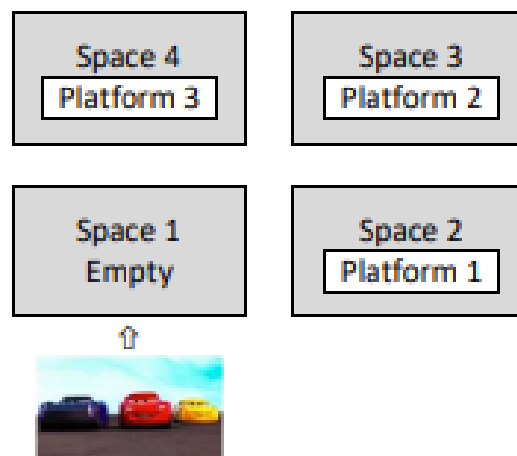 Space 4
Platform 3
Space 3
Platform 2
Space 1
Empty
Space 2
Platform 1